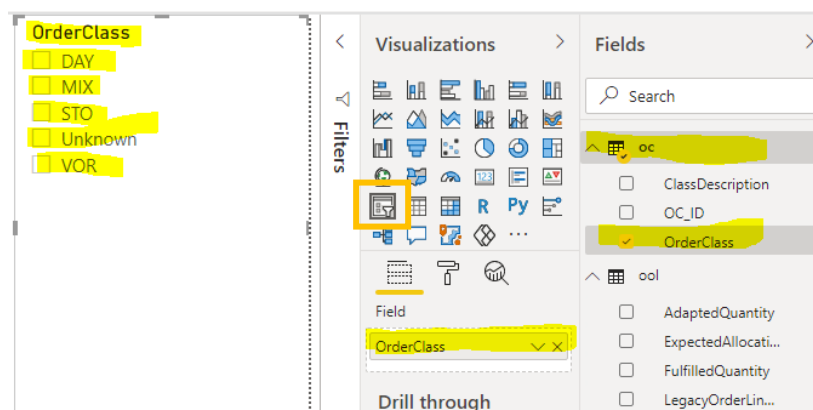 OrderClass
DAY
MIX
STO
Unknown
VOR
Filters
Visualizations
123
R Py
Field
OrderClass
Drill through
Fields
Search
oc
ClassDescription
OC_ID
OrderClass
ool
AdaptedQuantity
ExpectedAllocati...
FulfilledQuantity
LegacyOrderLin...